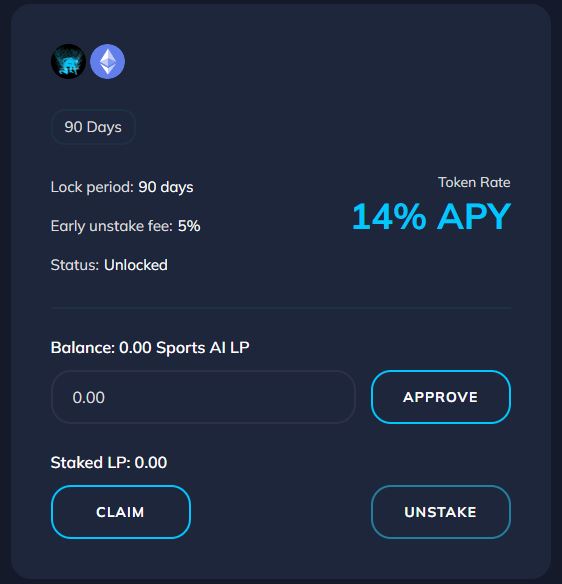 90 Days
Lock period: 90 days
Token Rate
14% APY
Early unstake fee: 5%
Status: Unlocked
Balance: 0.00 Sports AI LP
0.00
APPROVE
Staked LP: 0.00
CLAIM
UNSTAKE